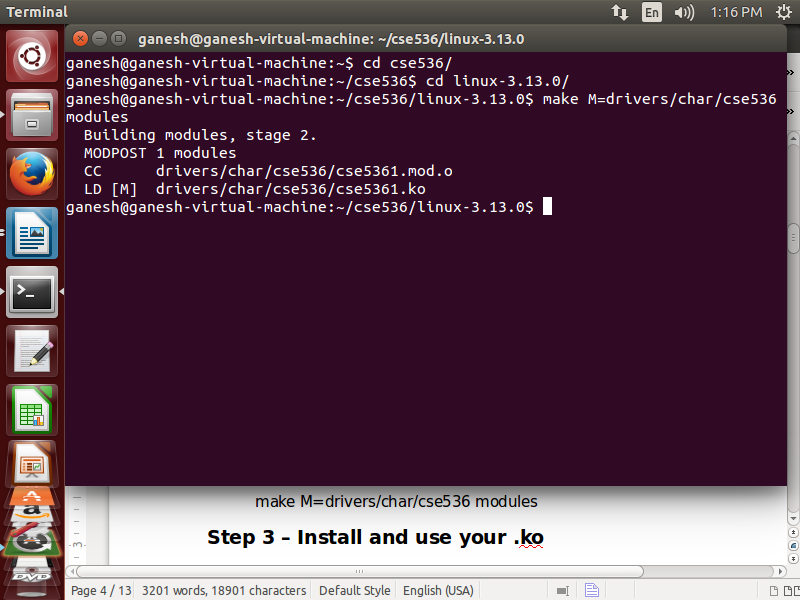 Terminal
En
1:16 PM
ganesh@ganesh-virtual-machine: ~/cse536/linux-3.13.0
ganesh@ganesh-virtual-machine:~$ cd cse536/
ganesh@ganesh-virtual-machine:~/cse536$ cd linux-3.13.0/
ganesh@ganesh-virtual-machine:~/cse536/linux-3.13.0$ make M=drivers/char/cse536
modules
  Building modules, stage 2.
  MODPOST 1 modules
  CC      drivers/char/cse536/cse5361.mod.o
  LD [M]  drivers/char/cse536/cse5361.ko
ganesh@ganesh-virtual-machine:~/cse536/linux-3.13.0$
make M=drivers/char/cse536 modules
Step 3 – Install and use your .ko
3
DVD
Page 4 / 13
3201 words, 18901 characters
Default Style
English (USA)